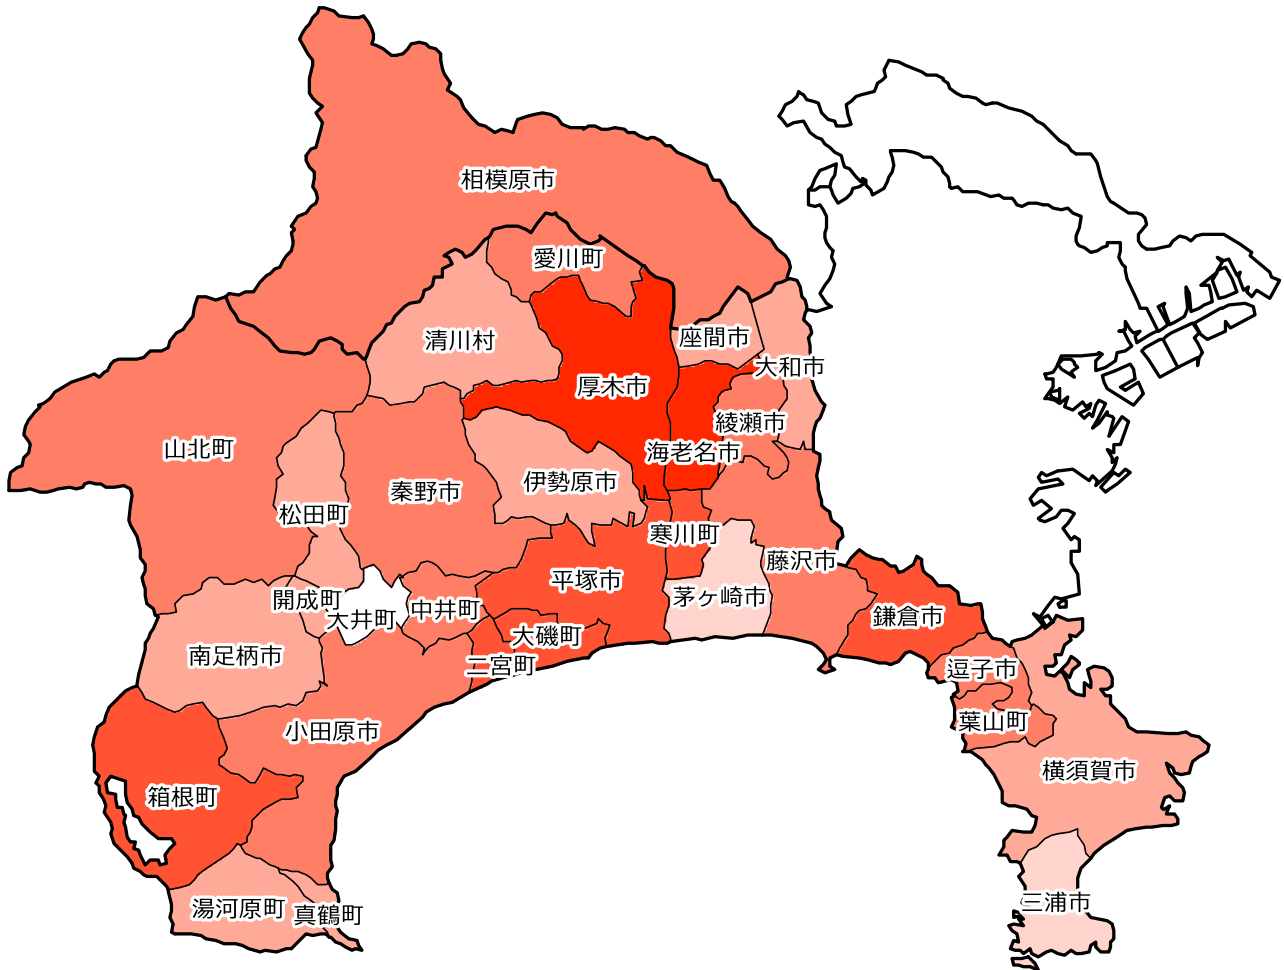 相模原市
愛川町
清川村
座間市
大和市
厚木市
綾瀬市
山北町
海老名市
伊勢原市
秦野市
松田町
寒川町
藤沢市
平塚市
茅ヶ崎市
開成町
中井町
大井町
鎌倉市
大磯町
南足柄市
二宮町
逗子市
葉山町
小田原市
横須賀市
箱根町
三浦市
湯河原町
真鶴町